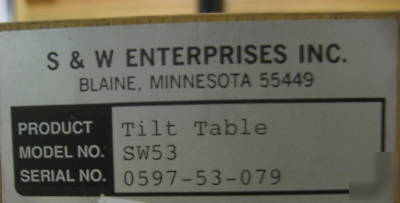 S & W ENTERPRISES INC.
BLAINE, MINNESOTA 55449
PRODUCT Tilt Table
MODEL NO. SW53
SERIAL NO. 0597-53-079